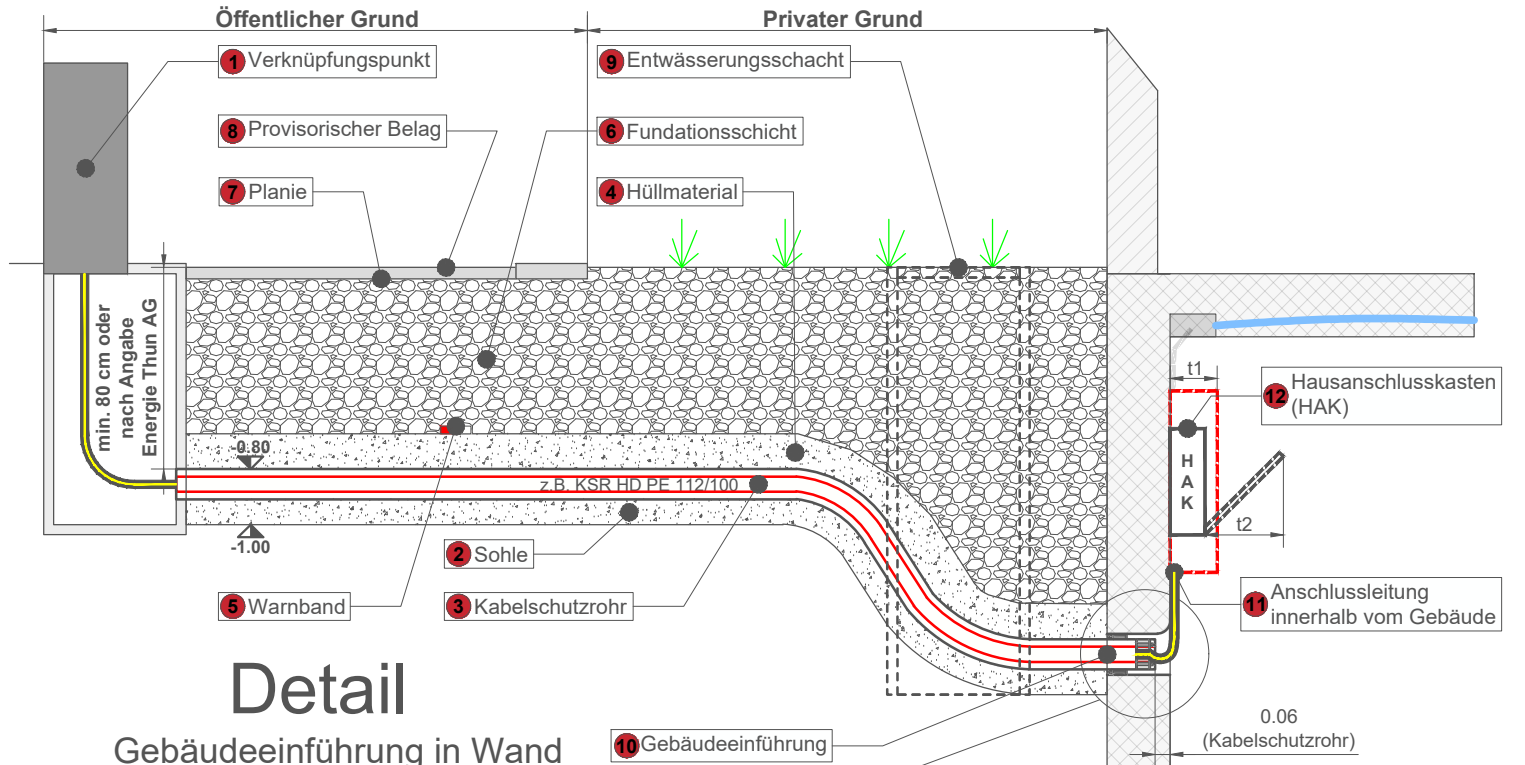 Öffentlicher Grund
Privater Grund
1 Verknüpfungspunkt
9 Entwässerungsschacht
8 Provisorischer Belag
6 Fundationsschicht
7 Planie
4 Hüllmaterial
min. 80 cm oder
nach Angabe
Energie Thun AG
t1
12 Hausanschlusskasten
(HAK)
-0.80
H
A
K
z.B. KSR HD PE 112/100
t2
-1.00
2 Sohle
5 Warnband
3 Kabelschutzrohr
11 Anschlussleitung
innerhalb vom Gebäude
Detail
Gebäudeeinführung in Wand
10 Gebäudeeinführung
0.06
(Kabelschutzrohr)